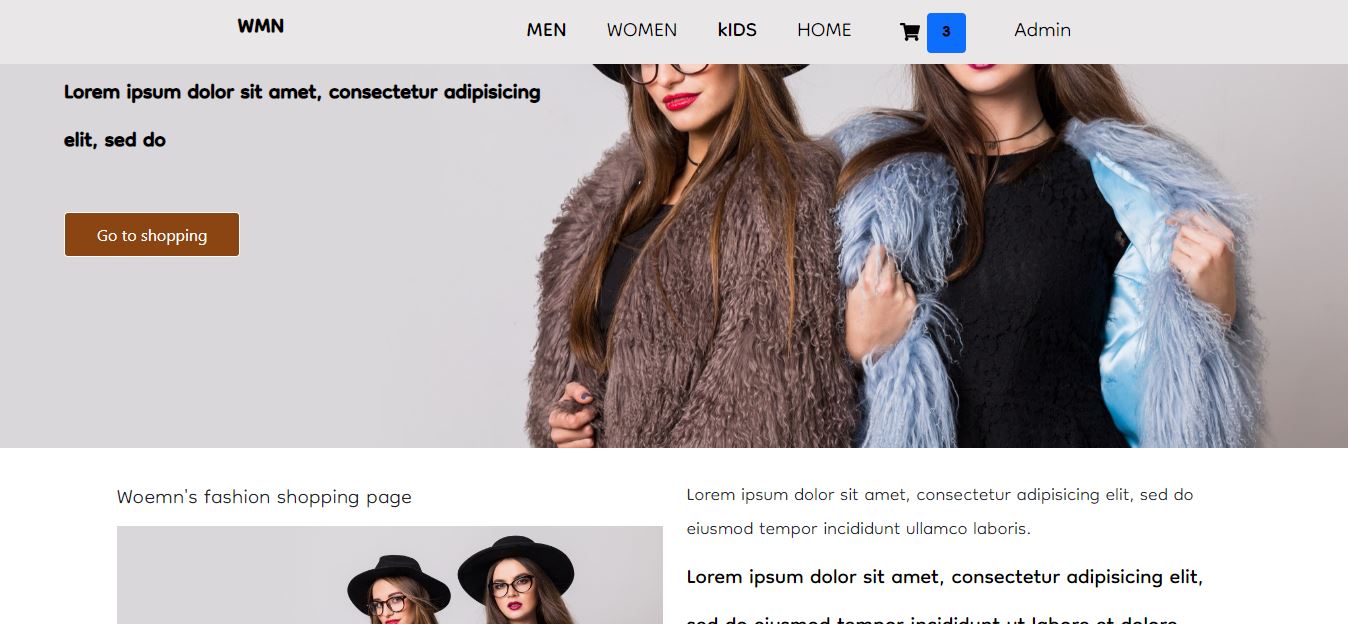 WMN
MEN WOMEN kIDS HOME 3 Admin
Lorem ipsum dolor sit amet, consectetur adipisicing
elit, sed do
Go to shopping
Woemn's fashion shopping page
Lorem ipsum dolor sit amet, consectetur adipisicing elit, sed do
eiusmod tempor incididunt ullamco laboris.
Lorem ipsum dolor sit amet, consectetur adipisicing elit,
sed do eiusmod tempor incididunt ut labore et dolore